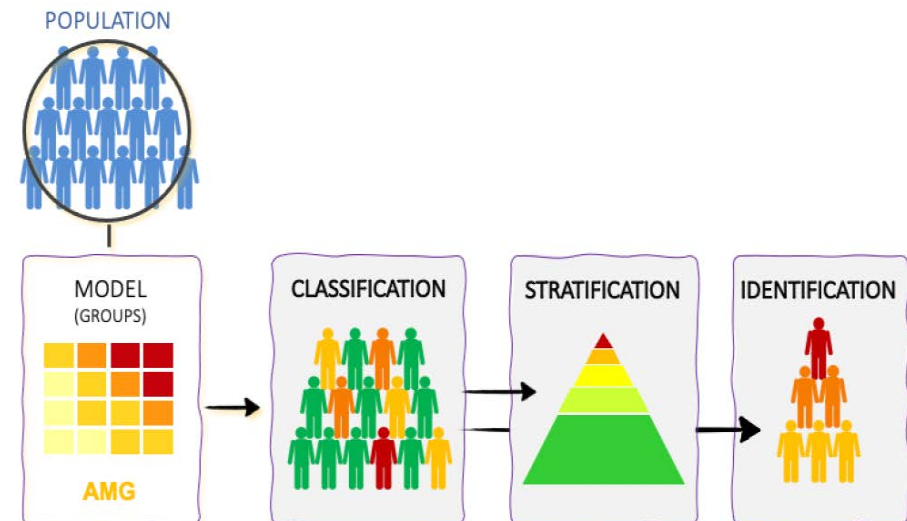 POPULATION
MODEL
(GROUPS)
AMG
CLASSIFICATION
STRATIFICATION
IDENTIFICATION